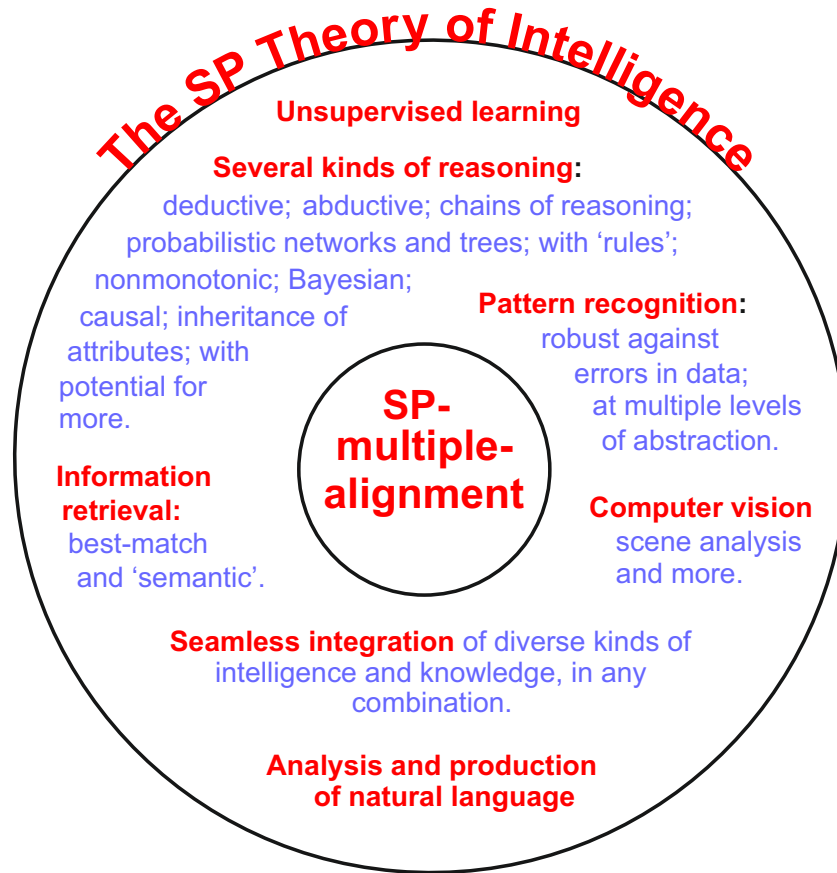 The SP Theory of Intelligence
Unsupervised learning
Several kinds of reasoning:
deductive; abductive; chains of reasoning;
probabilistic networks and trees; with ‘rules’;
nonmonotonic; Bayesian;
causal; inheritance of
attributes; with
potential for
more.
Pattern recognition:
robust against
errors in data;
at multiple levels
of abstraction.
SP-
multiple-
alignment
Information
retrieval:
best-match
and ‘semantic’.
Computer vision
scene analysis
and more.
Seamless integration of diverse kinds of
intelligence and knowledge, in any
combination.
Analysis and production
of natural language